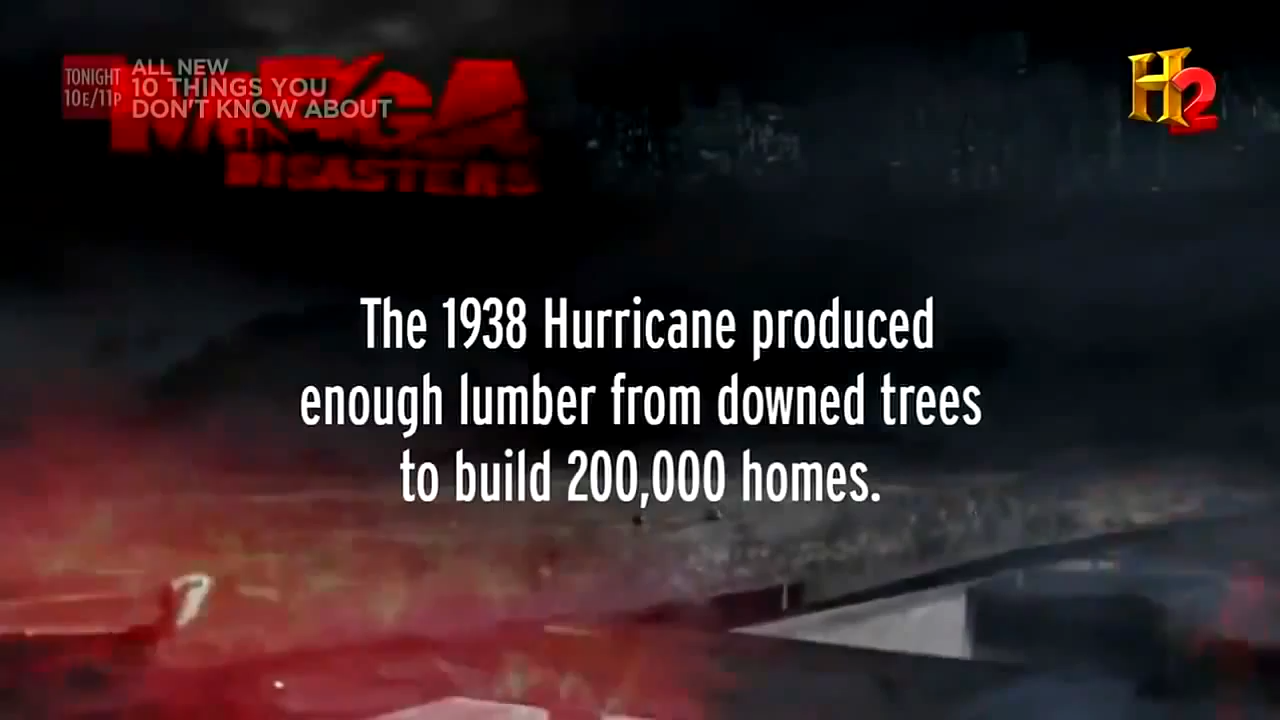 TONIGHT
10E/11P
ALL NEW
10 THINGS YOU
DON'T KNOW ABOUT
MEGA
DISASTERS
H2
The 1938 Hurricane produced
enough lumber from downed trees
to build 200,000 homes.